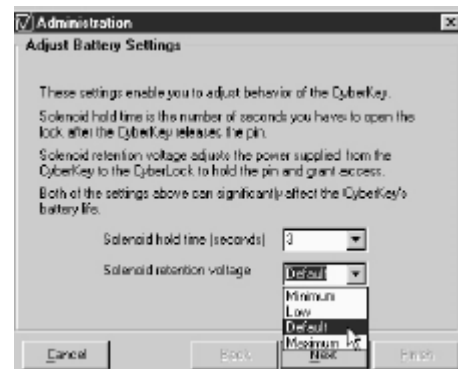 Administration
Adjust Battery Settings
These settings enable you to adjust behavior of the CyberKey.
Solenoid hold time is the number of seconds you have to open the
lock after the CyberKey releases the pin.
Solenoid retention voltage adjusts the power supplied from the
CyberKey to the CyberLock to hold the pin and grant access.
Both of the settings above can significantly affect the CyberKey's
battery life.
Solenoid hold time (seconds) 3
Solenoid retention voltage Default
Minimum
Low
Default
Maximum
Cancel Back Next Finish